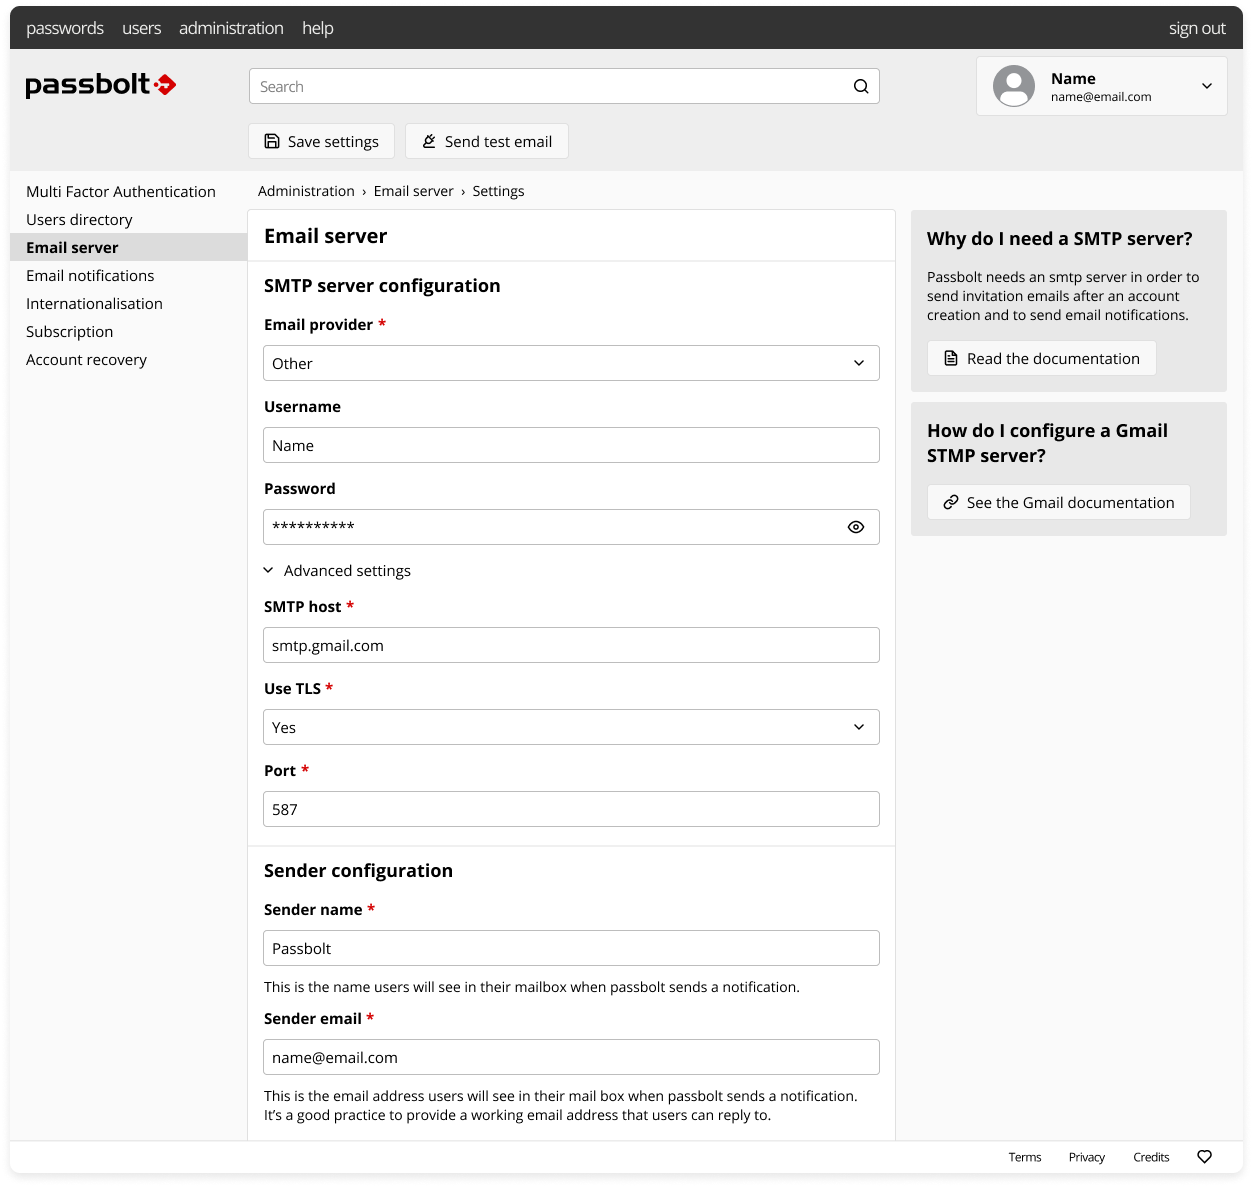 passwords users administration help sign out
passbolt
Search
Name
name@email.com
Save settings Send test email
Multi Factor Authentication
Users directory
Email server
Email notifications
Internationalisation
Subscription
Account recovery
Administration › Email server › Settings
Email server
SMTP server configuration
Email provider *
Other
Username
Name
Password
**********
Advanced settings
SMTP host *
smtp.gmail.com
Use TLS *
Yes
Port *
587
Sender configuration
Sender name *
Passbolt
This is the name users will see in their mailbox when passbolt sends a notification.
Sender email *
name@email.com
This is the email address users will see in their mail box when passbolt sends a notification.
It’s a good practice to provide a working email address that users can reply to.
Why do I need a SMTP server?
Passbolt needs an smtp server in order to
send invitation emails after an account
creation and to send email notifications.
Read the documentation
How do I configure a Gmail
STMP server?
See the Gmail documentation
Terms Privacy Credits